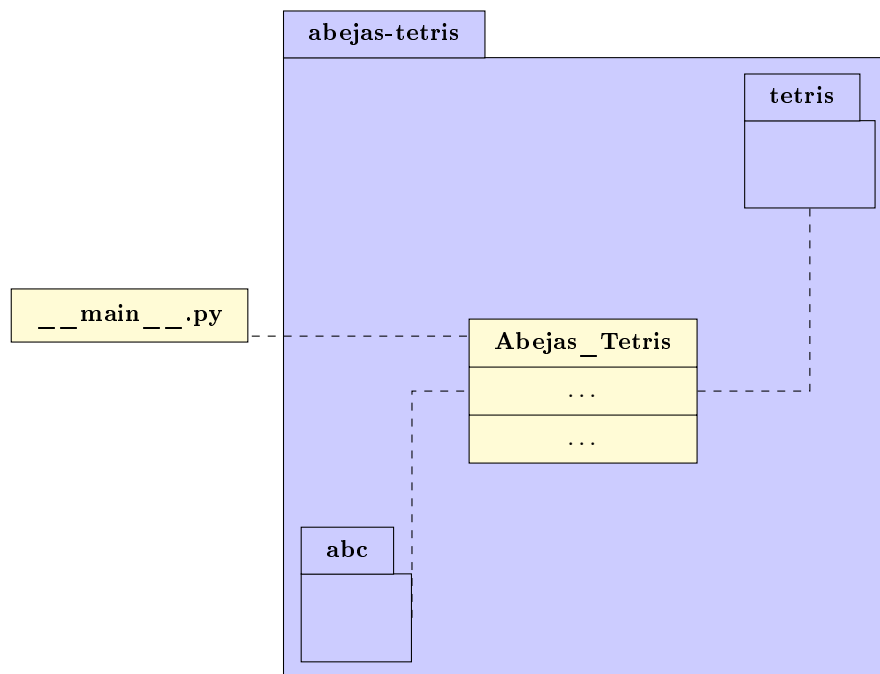 abejas-tetris
tetris
__main__.py
Abejas_Tetris
...
...
abc